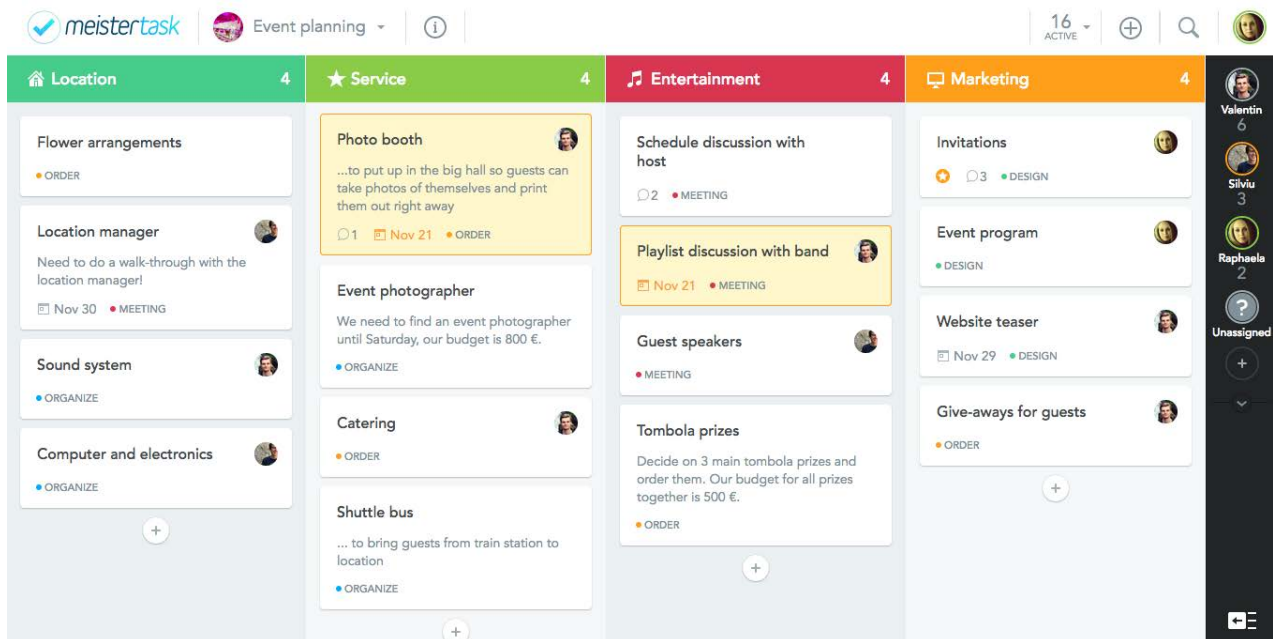 meistertask
Event planning
16
ACTIVE
Location 4
Flower arrangements
ORDER
Location manager
Need to do a walk-through with the
location manager!
Nov 30 MEETING
Sound system
ORGANIZE
Computer and electronics
ORGANIZE
+
Service 4
Photo booth
...to put up in the big hall so guests can
take photos of themselves and print
them out right away
1 Nov 21 ORDER
Event photographer
We need to find an event photographer
until Saturday, our budget is 800 €.
ORGANIZE
Catering
ORDER
Shuttle bus
... to bring guests from train station to
location
ORGANIZE
+
Entertainment 4
Schedule discussion with
host
2 MEETING
Playlist discussion with band
Nov 21 MEETING
Guest speakers
MEETING
Tombola prizes
Decide on 3 main tombola prizes and
order them. Our budget for all prizes
together is 500 €.
ORDER
+
Marketing 4
Invitations
3 DESIGN
Event program
DESIGN
Website teaser
Nov 29 DESIGN
Give-aways for guests
ORDER
+
Valentin
6
Silviu
3
Raphaela
2
?
Unassigned
+